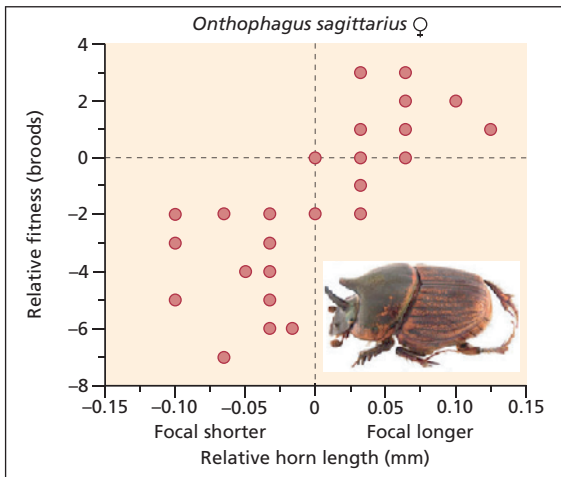 Onthophagus sagittarius ♀
4
2
0
−2
−4
−6
−8
Relative fitness (broods)
−0.15 −0.10 −0.05 0 0.05 0.10 0.15
Focal shorter Focal longer
Relative horn length (mm)